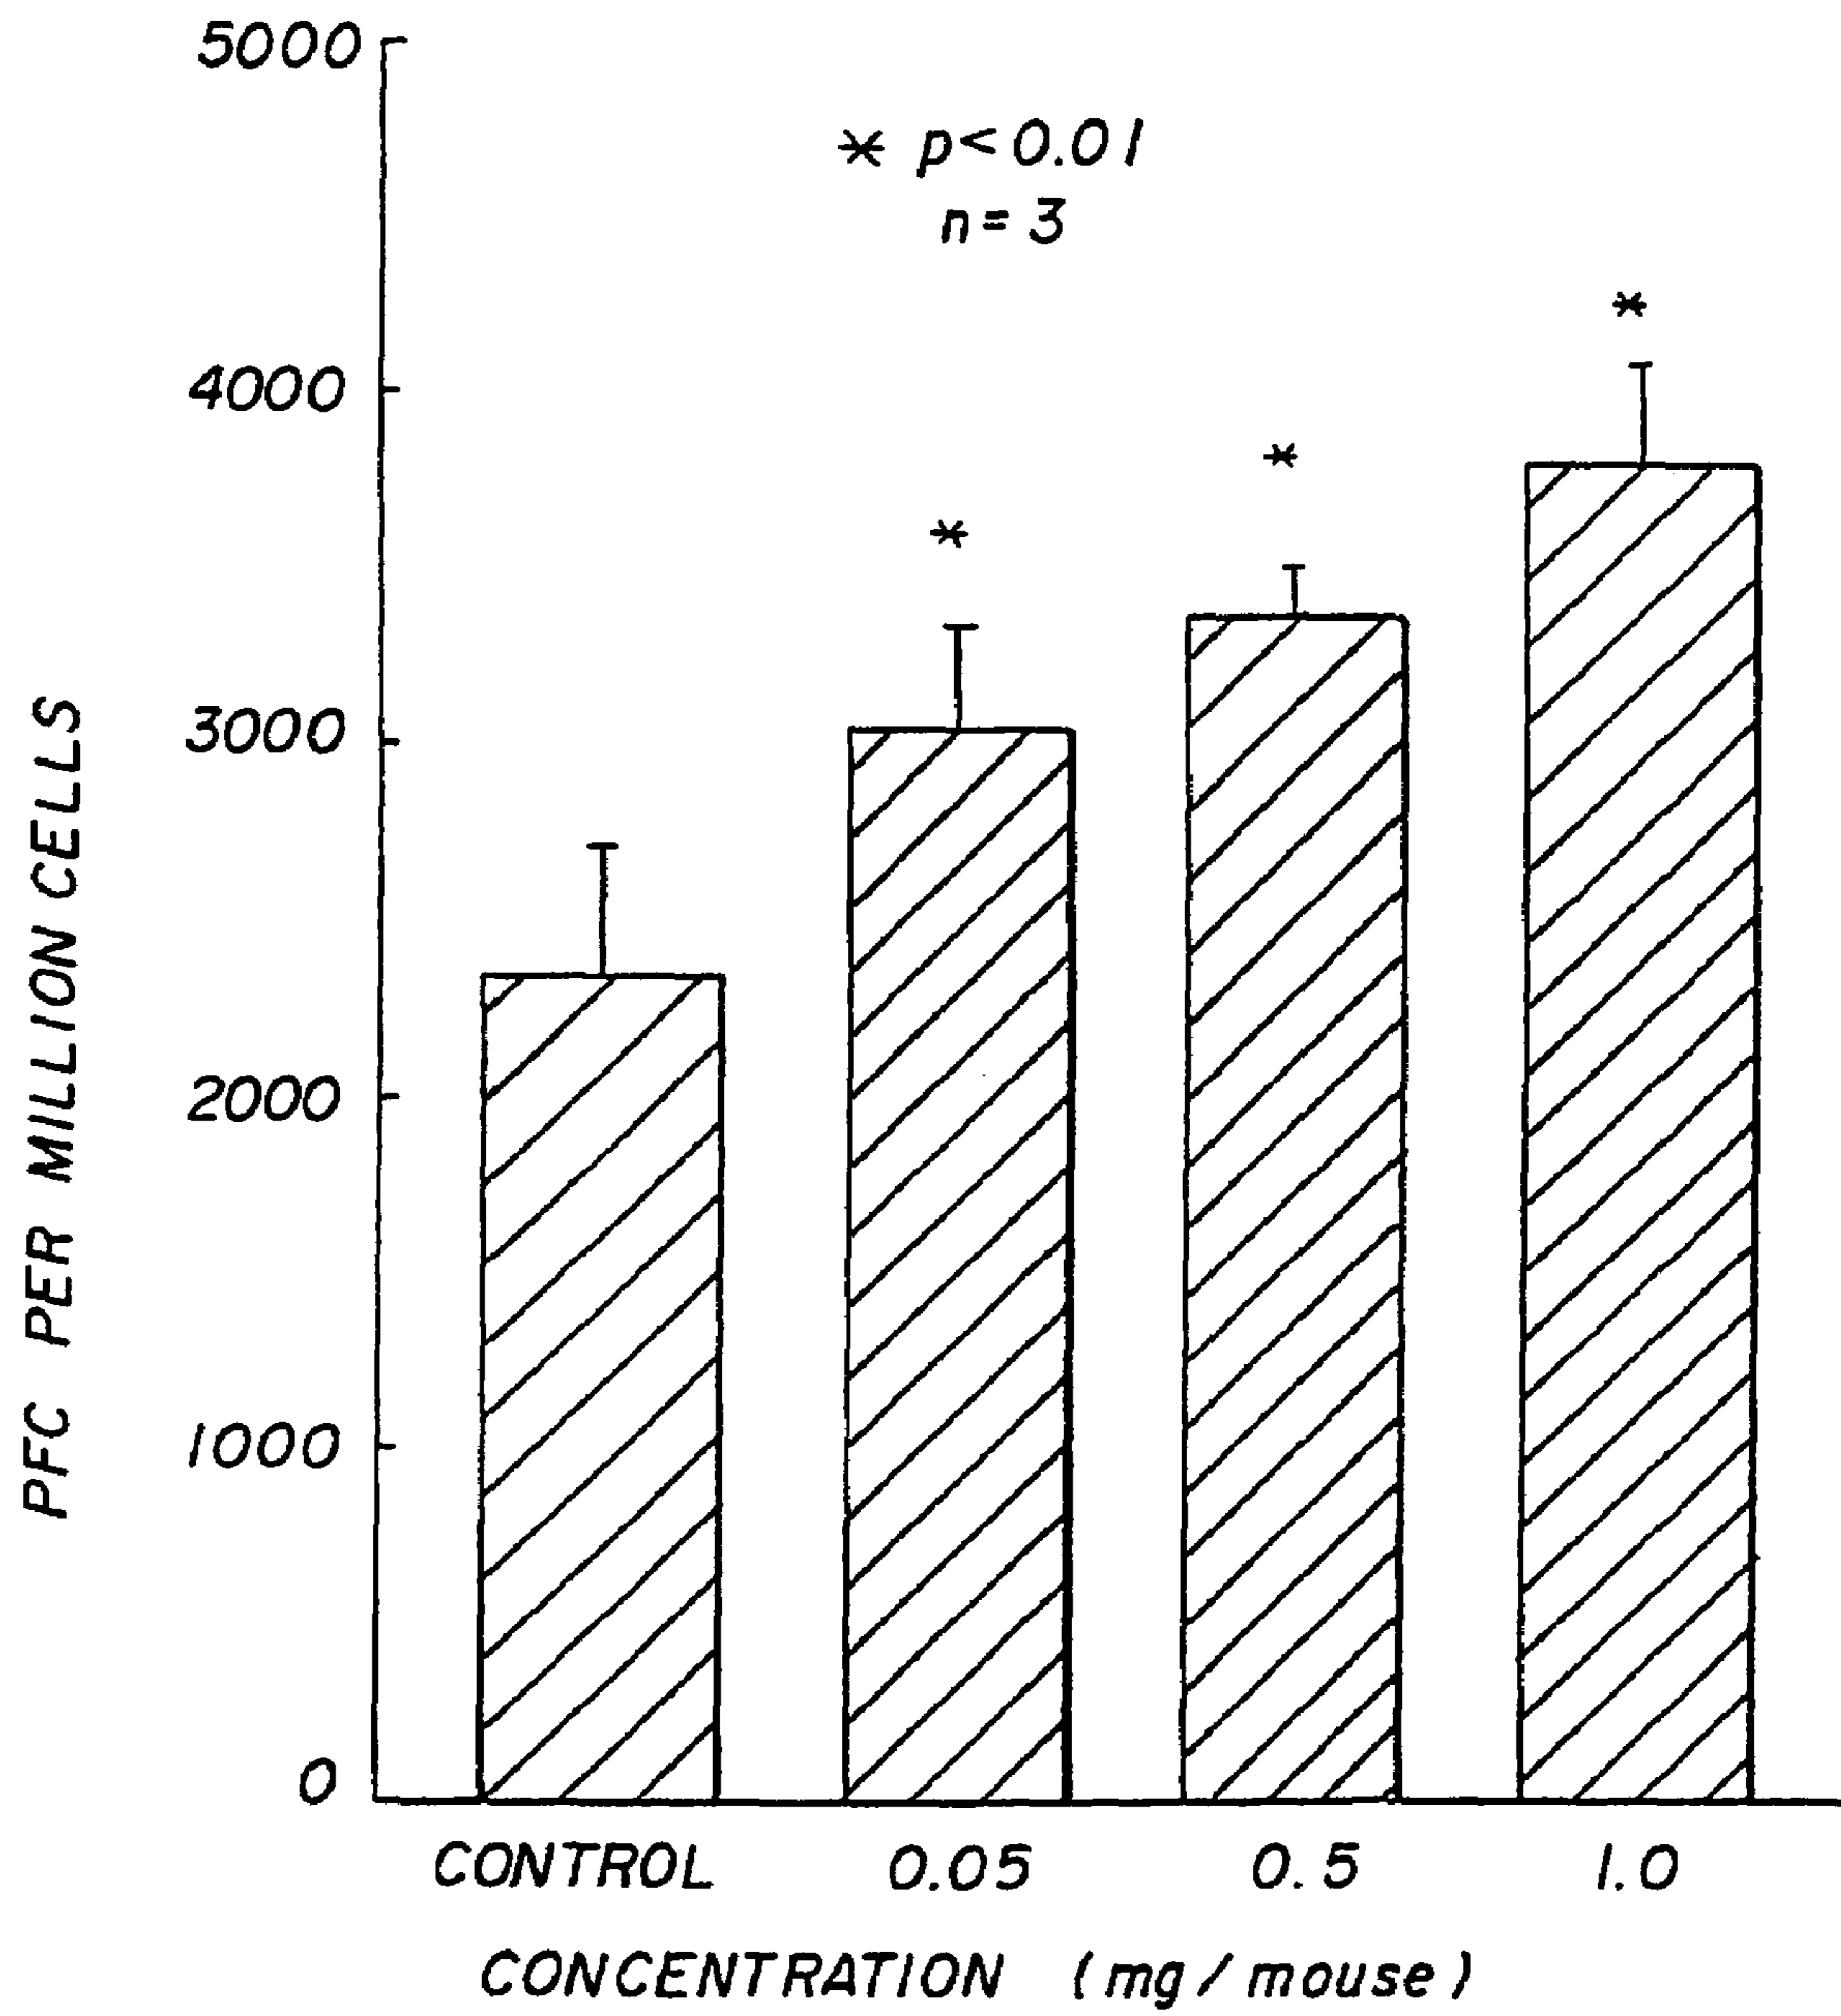 5000
* p<0.01
n=3
*
4000
*
*
3000
2000
1000
0
PFC PER MILLION CELLS
CONTROL 0.05 0.5 1.0
CONCENTRATION (mg/mouse)